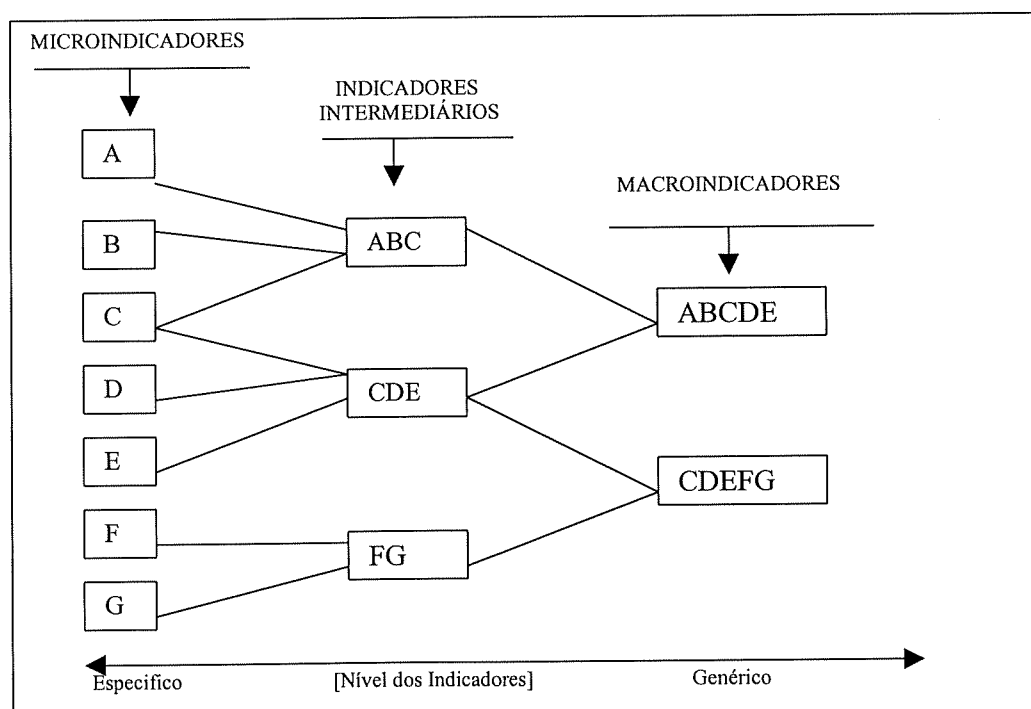 MICROINDICADORES
INDICADORES
INTERMEDIÁRIOS
MACROINDICADORES
A
B
C
D
E
F
G
ABC
CDE
FG
ABCDE
CDEFG
Especifico
[Nível dos Indicadores]
Genérico